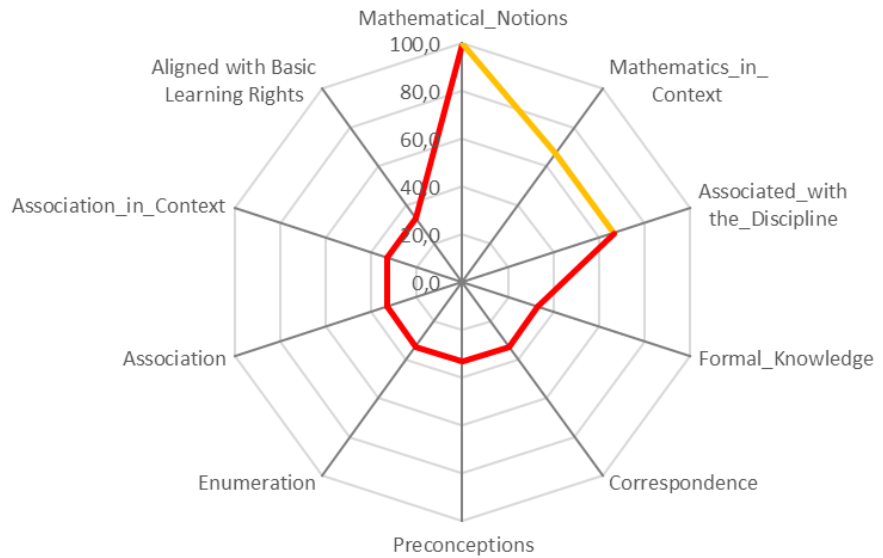 Mathematical_Notions
100,0
80,0
60,0
40,0
20,0
0,0
Mathematics_in_
Context
Associated_with
the_Discipline
Formal_Knowledge
Correspondence
Preconceptions
Enumeration
Association
Association_in_Context
Aligned with Basic
Learning Rights